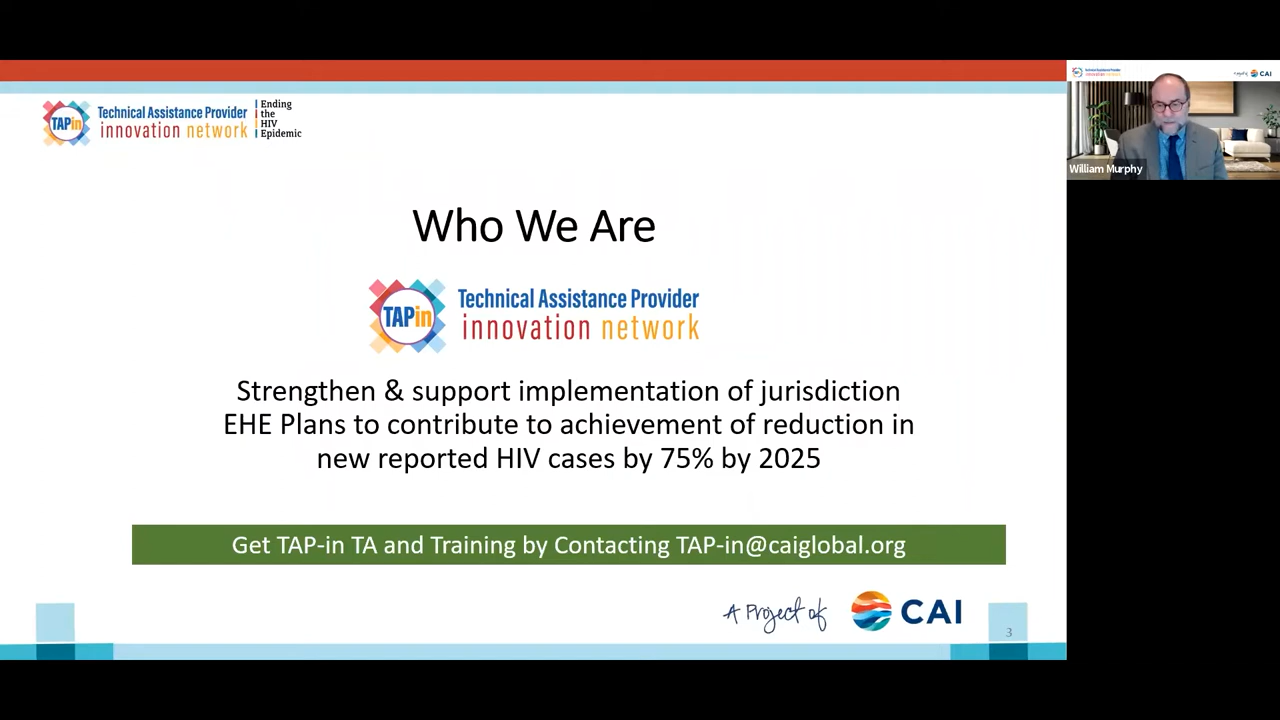 TAPin
Technical Assistance Provider
innovation network
Ending
the
HIV
Epidemic
Who We Are
TAPin
Technical Assistance Provider
innovation network
Strengthen & support implementation of jurisdiction
EHE Plans to contribute to achievement of reduction in
new reported HIV cases by 75% by 2025
Get TAP-in TA and Training by Contacting TAP-in@caiglobal.org
A Project of
CAI
3
CAI
William Murphy